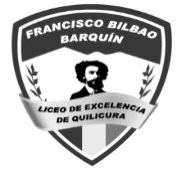 FRANCISCO BILBAO
BARQUÍN
LICEO DE EXCELENCIA
DE QUILICURA